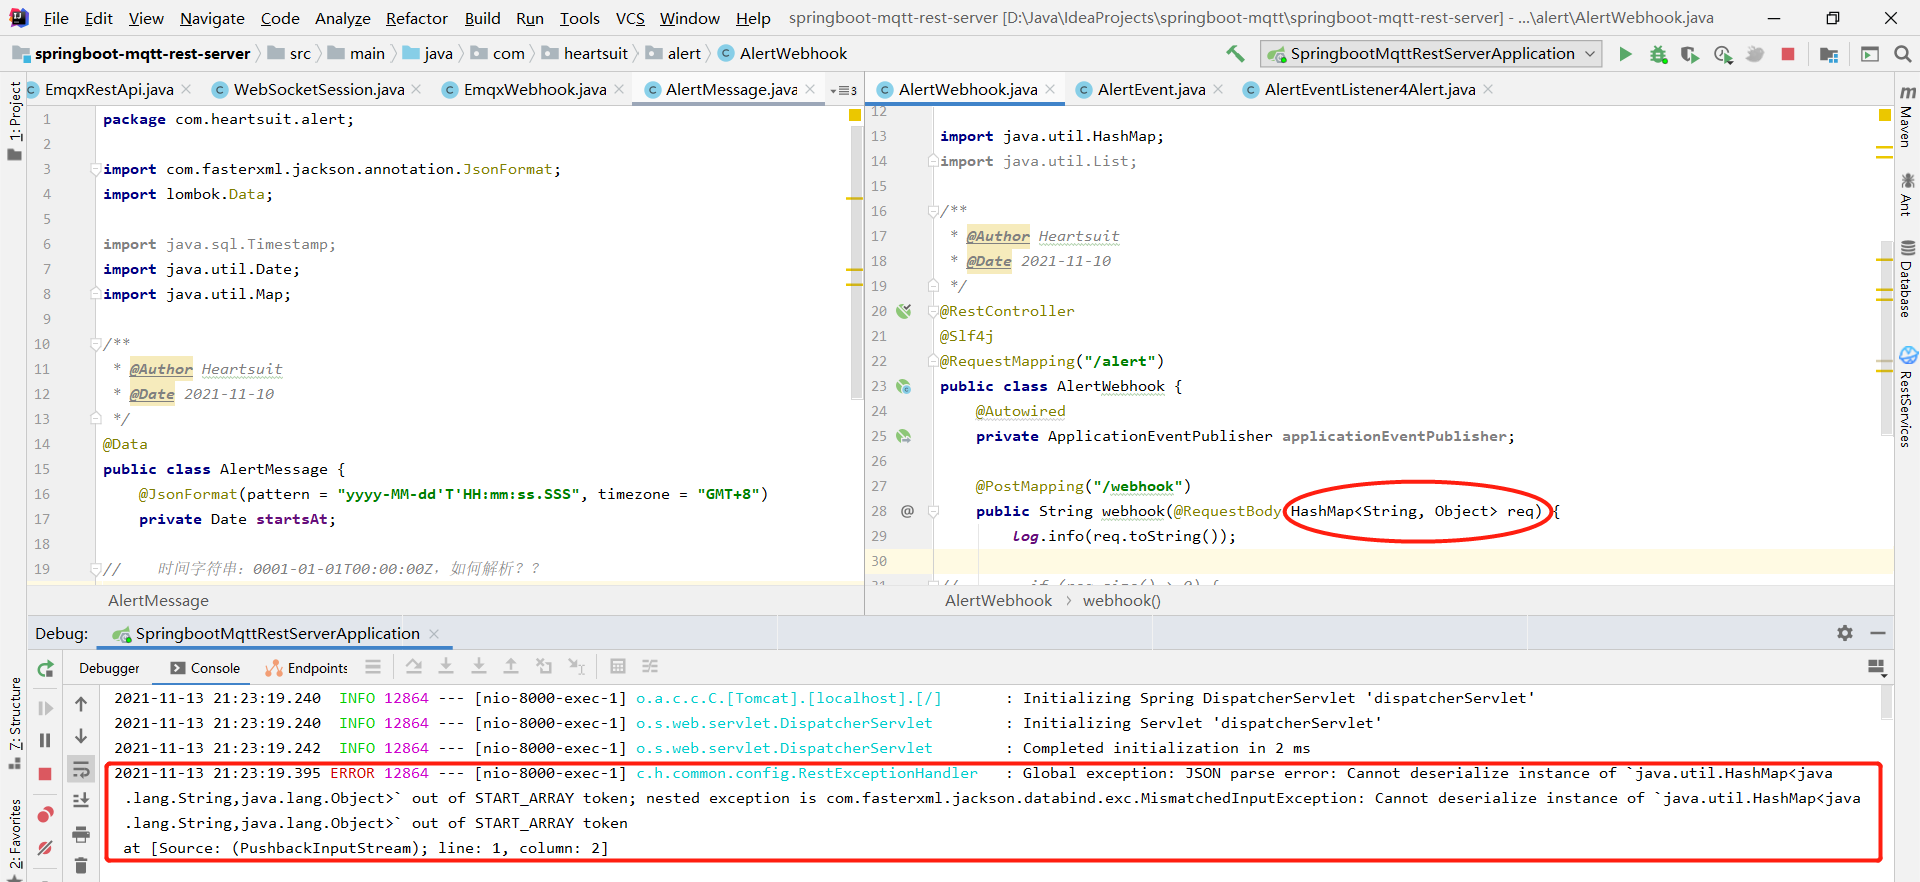 File Edit View Navigate Code Analyze Refactor Build Run Tools VCS Window Help springboot-mqtt-rest-server [D:\Java\IdeaProjects\springboot-mqtt\springboot-mqtt-rest-server] - ...\alert\AlertWebhook.java
springboot-mqtt-rest-server src main java com heartsuit alert AlertWebhook SpringbootMqttRestServerApplication
EmqxRestApi.java WebSocketSession.java EmqxWebhook.java AlertMessage.java 3 AlertWebhook.java AlertEvent.java AlertEventListener4Alert.java
1: Project
1 package com.heartsuit.alert;
2
3 import com.fasterxml.jackson.annotation.JsonFormat;
4 import lombok.Data;
5
6 import java.sql.Timestamp;
7 import java.util.Date;
8 import java.util.Map;
9
10 /**
11 * @Author Heartsuit
12 * @Date 2021-11-10
13 */
14 @Data
15 public class AlertMessage {
16 @JsonFormat(pattern = "yyyy-MM-dd'T'HH:mm:ss.SSS", timezone = "GMT+8")
17 private Date startsAt;
18
19 // 时间字符串：0001-01-01T00:00:00Z，如何解析？？
AlertMessage
12
13 import java.util.HashMap;
14 import java.util.List;
15
16 /**
17 * @Author Heartsuit
18 * @Date 2021-11-10
19 */
20 @RestController
21 @Slf4j
22 @RequestMapping("/alert")
23 public class AlertWebhook {
24 @Autowired
25 private ApplicationEventPublisher applicationEventPublisher;
26
27 @PostMapping("/webhook")
28 @ public String webhook(@RequestBody HashMap<String, Object> req) {
29 log.info(req.toString());
30
31 // if (req.size() > 0) {
AlertWebhook > webhook()
Maven
Ant
Database
RestServices
Debug: SpringbootMqttRestServerApplication
Debugger Console Endpoints
7: Structure
2: Favorites
2021-11-13 21:23:19.240 INFO 12864 --- [nio-8000-exec-1] o.a.c.c.C.[Tomcat].[localhost].[/] : Initializing Spring DispatcherServlet 'dispatcherServlet'
2021-11-13 21:23:19.240 INFO 12864 --- [nio-8000-exec-1] o.s.web.servlet.DispatcherServlet : Initializing Servlet 'dispatcherServlet'
2021-11-13 21:23:19.242 INFO 12864 --- [nio-8000-exec-1] o.s.web.servlet.DispatcherServlet : Completed initialization in 2 ms
2021-11-13 21:23:19.395 ERROR 12864 --- [nio-8000-exec-1] c.h.common.config.RestExceptionHandler : Global exception: JSON parse error: Cannot deserialize instance of `java.util.HashMap<java
.lang.String,java.lang.Object>` out of START_ARRAY token; nested exception is com.fasterxml.jackson.databind.exc.MismatchedInputException: Cannot deserialize instance of `java.util.HashMap<java
.lang.String,java.lang.Object>` out of START_ARRAY token
at [Source: (PushbackInputStream); line: 1, column: 2]